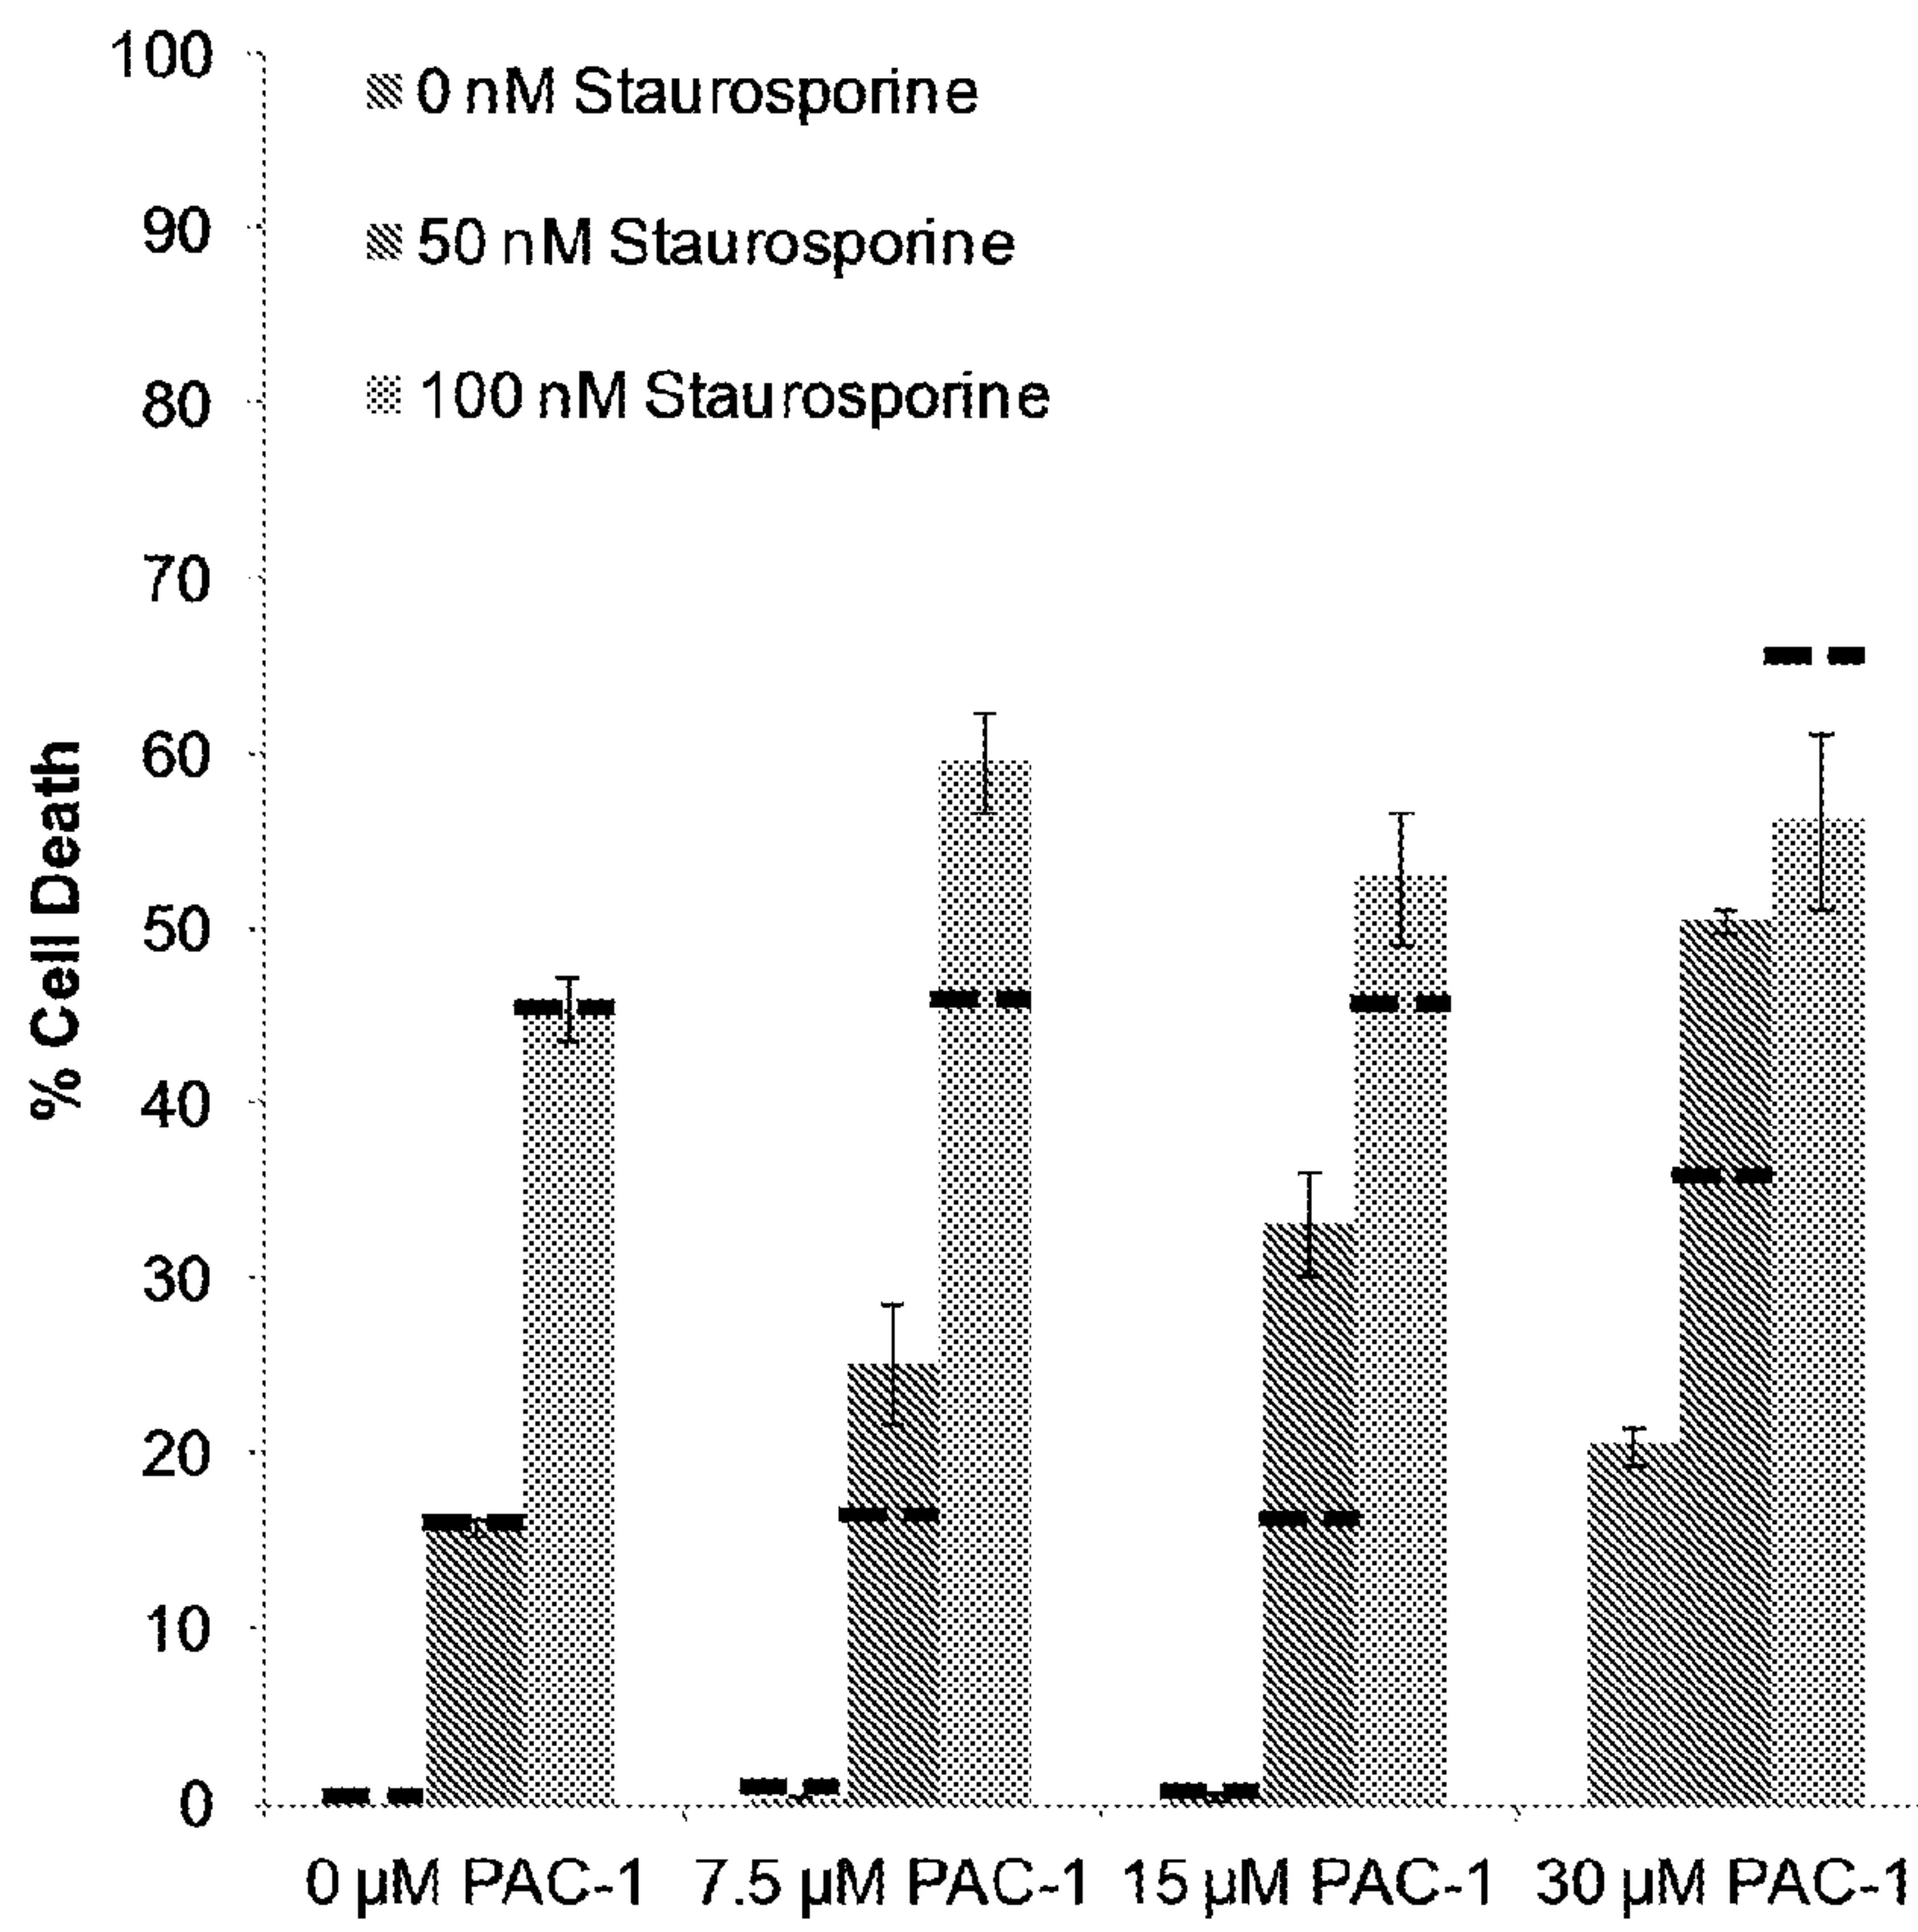 100
90
80
70
60
50
40
30
20
10
0
% Cell Death
0 nM Staurosporine
50 nM Staurosporine
100 nM Staurosporine
0 µM PAC-1
7.5 µM PAC-1
15 µM PAC-1
30 µM PAC-1